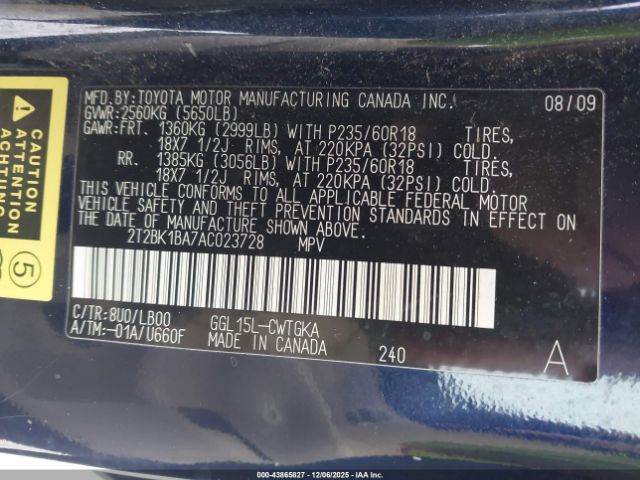 MFD.BY:TOYOTA MOTOR MANUFACTURING CANADA INC. 08/09
GVWR:2560KG (5650LB)
GAWR:FRT. 1360KG (2999LB) WITH P235/60R18 TIRES,
18X7 1/2J RIMS, AT 220KPA (32PSI) COLD.
RR. 1385KG (3056LB) WITH P235/60R18 TIRES,
18X7 1/2J RIMS, AT 220KPA (32PSI) COLD.
THIS VEHICLE CONFORMS TO ALL APPLICABLE FEDERAL MOTOR
VEHICLE SAFETY AND THEFT PREVENTION STANDARDS IN EFFECT ON
THE DATE OF MANUFACTURE SHOWN ABOVE.
2T2BK1BA7AC023728 MPV
C/TR:8U0/LB00 GGL15L-CWTGKA
A/TM:-01A/U660F MADE IN CANADA 240 A
CAUTION
ATTENTION
5
000-43865827 - 12/06/2025 - IAAI.COM